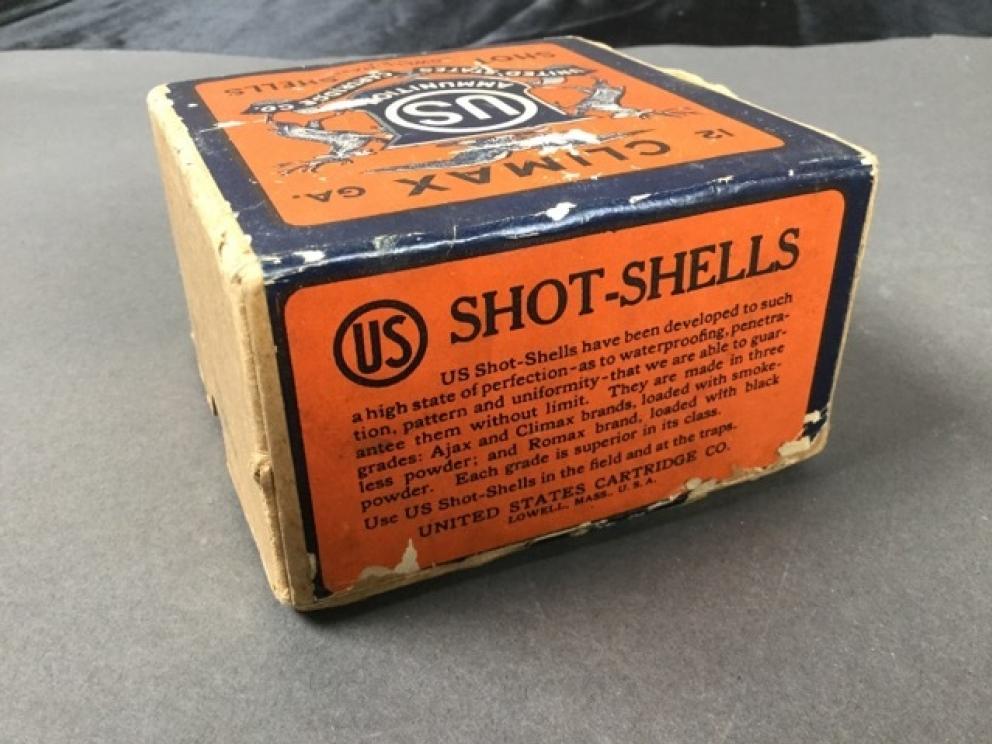 SHOT SHELLS
UNITED STATES CARTRIDGE CO.
AMMUNITION
US
12 CLIMAX GA.
US SHOT-SHELLS
US Shot-Shells have been developed to such
a high state of perfection-as to waterproofing, penetra-
tion, pattern and uniformity-that we are able to guar-
antee them without limit. They are made in three
grades: Ajax and Climax brands, loaded with smoke-
less powder; and Romax brand, loaded with black
powder. Each grade is superior in its class.
Use US Shot-Shells in the field and at the traps.
UNITED STATES CARTRIDGE CO.
LOWELL, MASS., U.S.A.